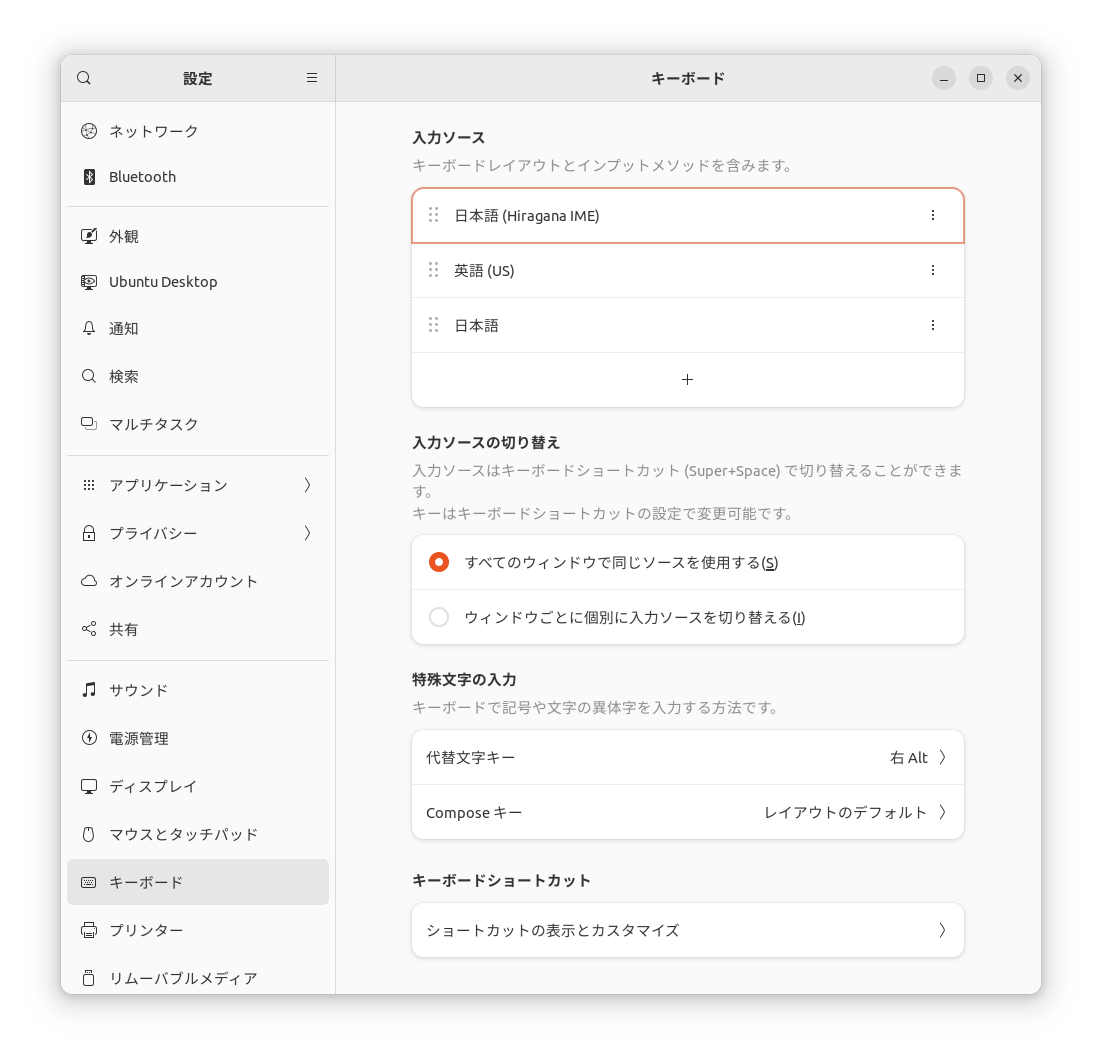 設定
キーボード
ネットワーク
Bluetooth
外観
Ubuntu Desktop
通知
検索
マルチタスク
アプリケーション
プライバシー
オンラインアカウント
共有
サウンド
電源管理
ディスプレイ
マウスとタッチパッド
キーボード
プリンター
リムーバブルメディア
入力ソース
キーボードレイアウトとインプットメソッドを含みます。
日本語 (Hiragana IME)
英語 (US)
日本語
入力ソースの切り替え
入力ソースはキーボードショートカット (Super+Space) で切り替えることができま
す。
キーはキーボードショートカットの設定で変更可能です。
すべてのウィンドウで同じソースを使用する(S)
ウィンドウごとに個別に入力ソースを切り替える(I)
特殊文字の入力
キーボードで記号や文字の異体字を入力する方法です。
代替文字キー 右 Alt
Compose キー レイアウトのデフォルト
キーボードショートカット
ショートカットの表示とカスタマイズ